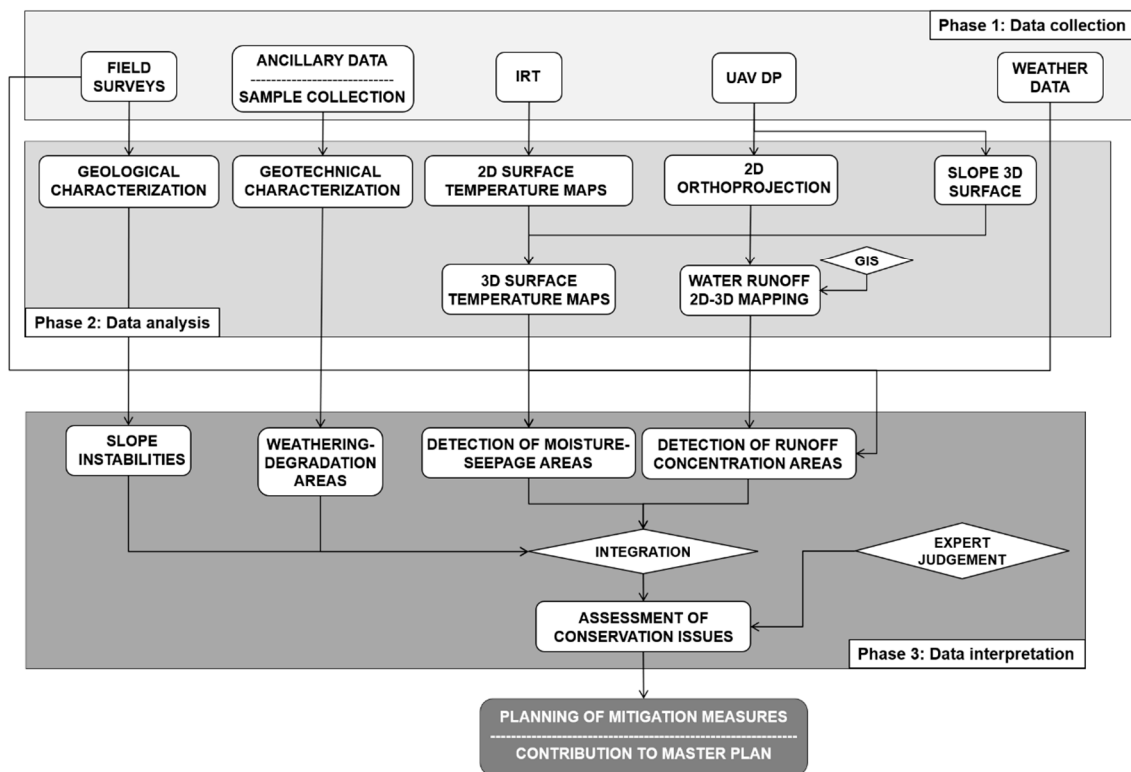 Phase 1: Data collection
FIELD
SURVEYS
ANCILLARY DATA
SAMPLE COLLECTION
IRT
UAV DP
WEATHER
DATA
GEOLOGICAL
CHARACTERIZATION
GEOTECHNICAL
CHARACTERIZATION
2D SURFACE
TEMPERATURE MAPS
2D
ORTHOPROJECTION
SLOPE 3D
SURFACE
GIS
3D SURFACE
TEMPERATURE MAPS
WATER RUNOFF
2D-3D MAPPING
Phase 2: Data analysis
SLOPE
INSTABILITIES
WEATHERING-
DEGRADATION
AREAS
DETECTION OF MOISTURE-
SEEPAGE AREAS
DETECTION OF RUNOFF
CONCENTRATION AREAS
INTEGRATION
EXPERT
JUDGEMENT
ASSESSMENT OF
CONSERVATION ISSUES
Phase 3: Data interpretation
PLANNING OF MITIGATION MEASURES
CONTRIBUTION TO MASTER PLAN